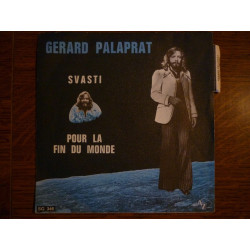 GERARD PALAPRAT
SVASTI
POUR LA
FIN DU MONDE